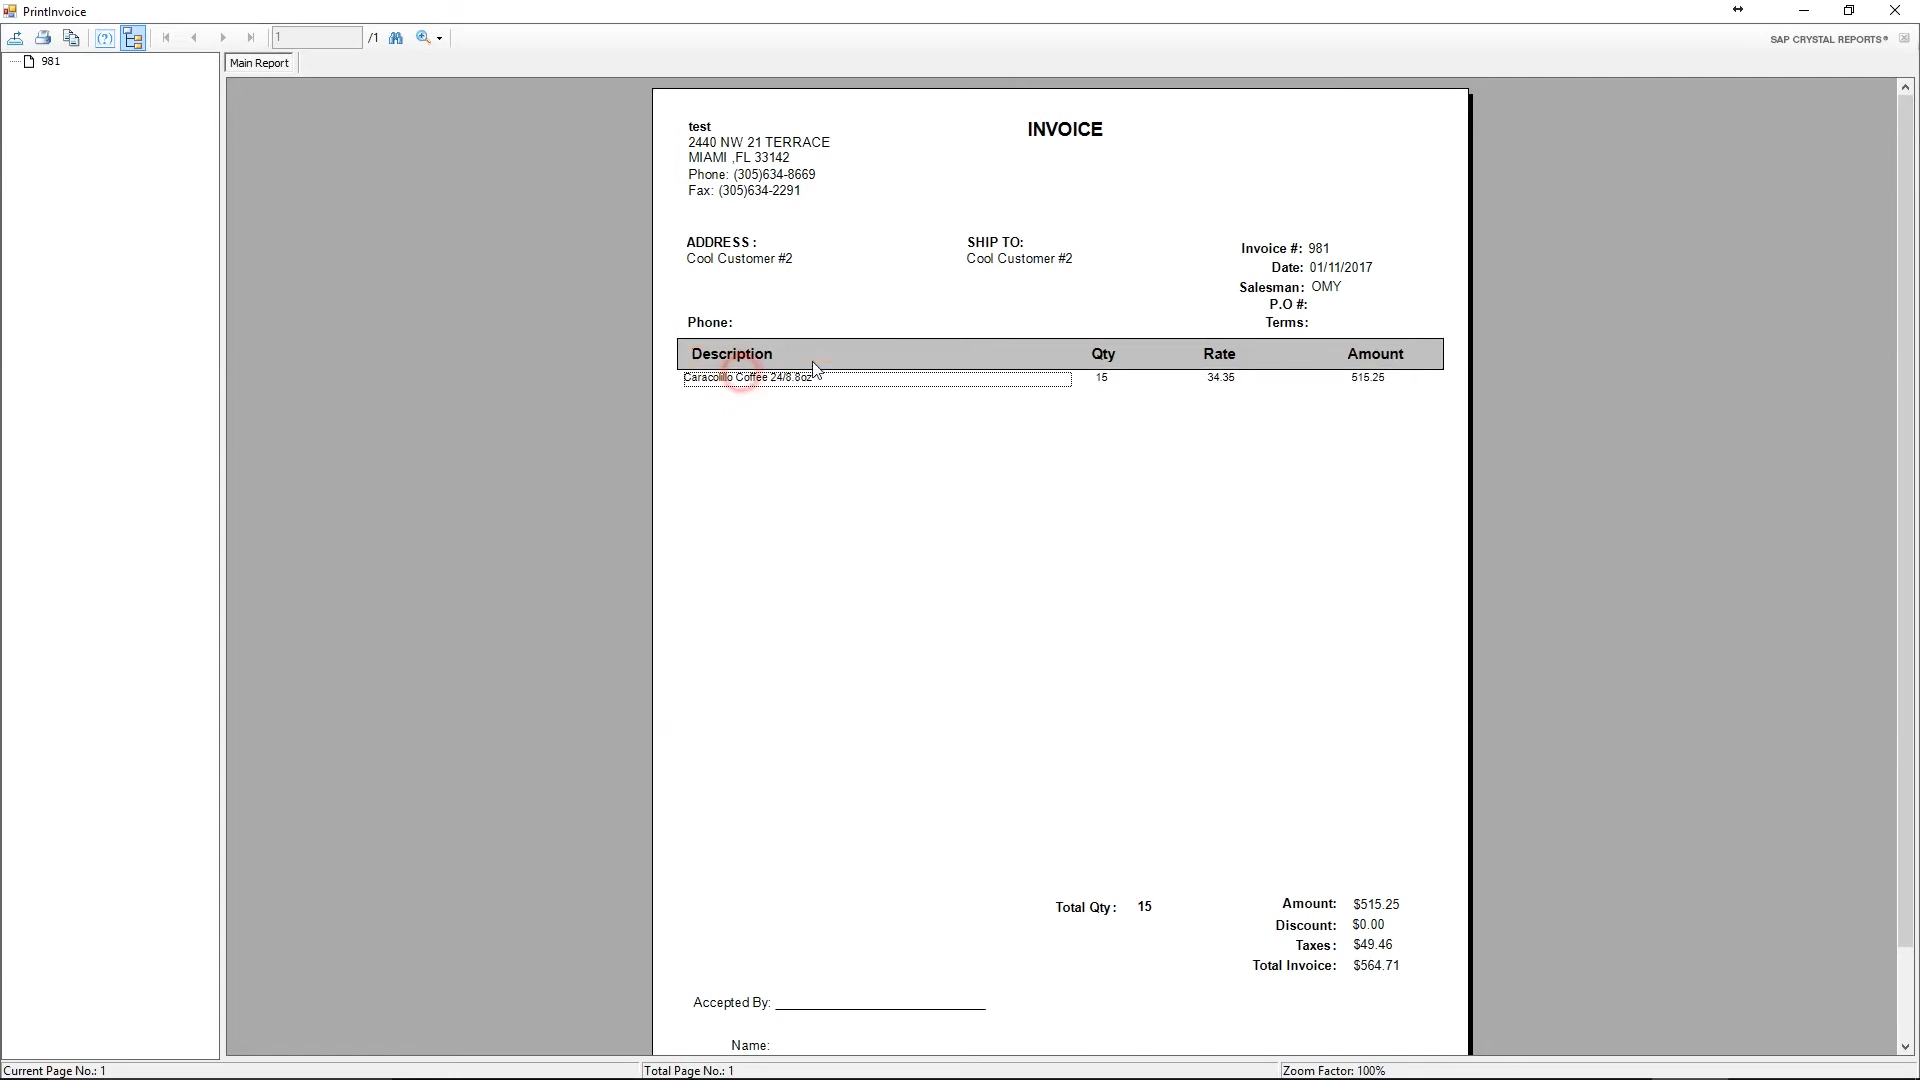 PrintInvoice
1 /1
SAP CRYSTAL REPORTS®
981
Main Report
test
2440 NW 21 TERRACE
MIAMI ,FL 33142
Phone: (305)634-8669
Fax: (305)634-2291
INVOICE
ADDRESS :
Cool Customer #2
SHIP TO:
Cool Customer #2
Invoice #: 981
Date: 01/11/2017
Salesman: OMY
P.O #:
Phone:
Terms:
Description Qty Rate Amount
Caracolillo Coffee 24/8.8oz 15 34.35 515.25
Total Qty: 15
Amount: $515.25
Discount: $0.00
Taxes: $49.46
Total Invoice: $564.71
Accepted By:
Name:
Current Page No.: 1 Total Page No.: 1 Zoom Factor: 100%